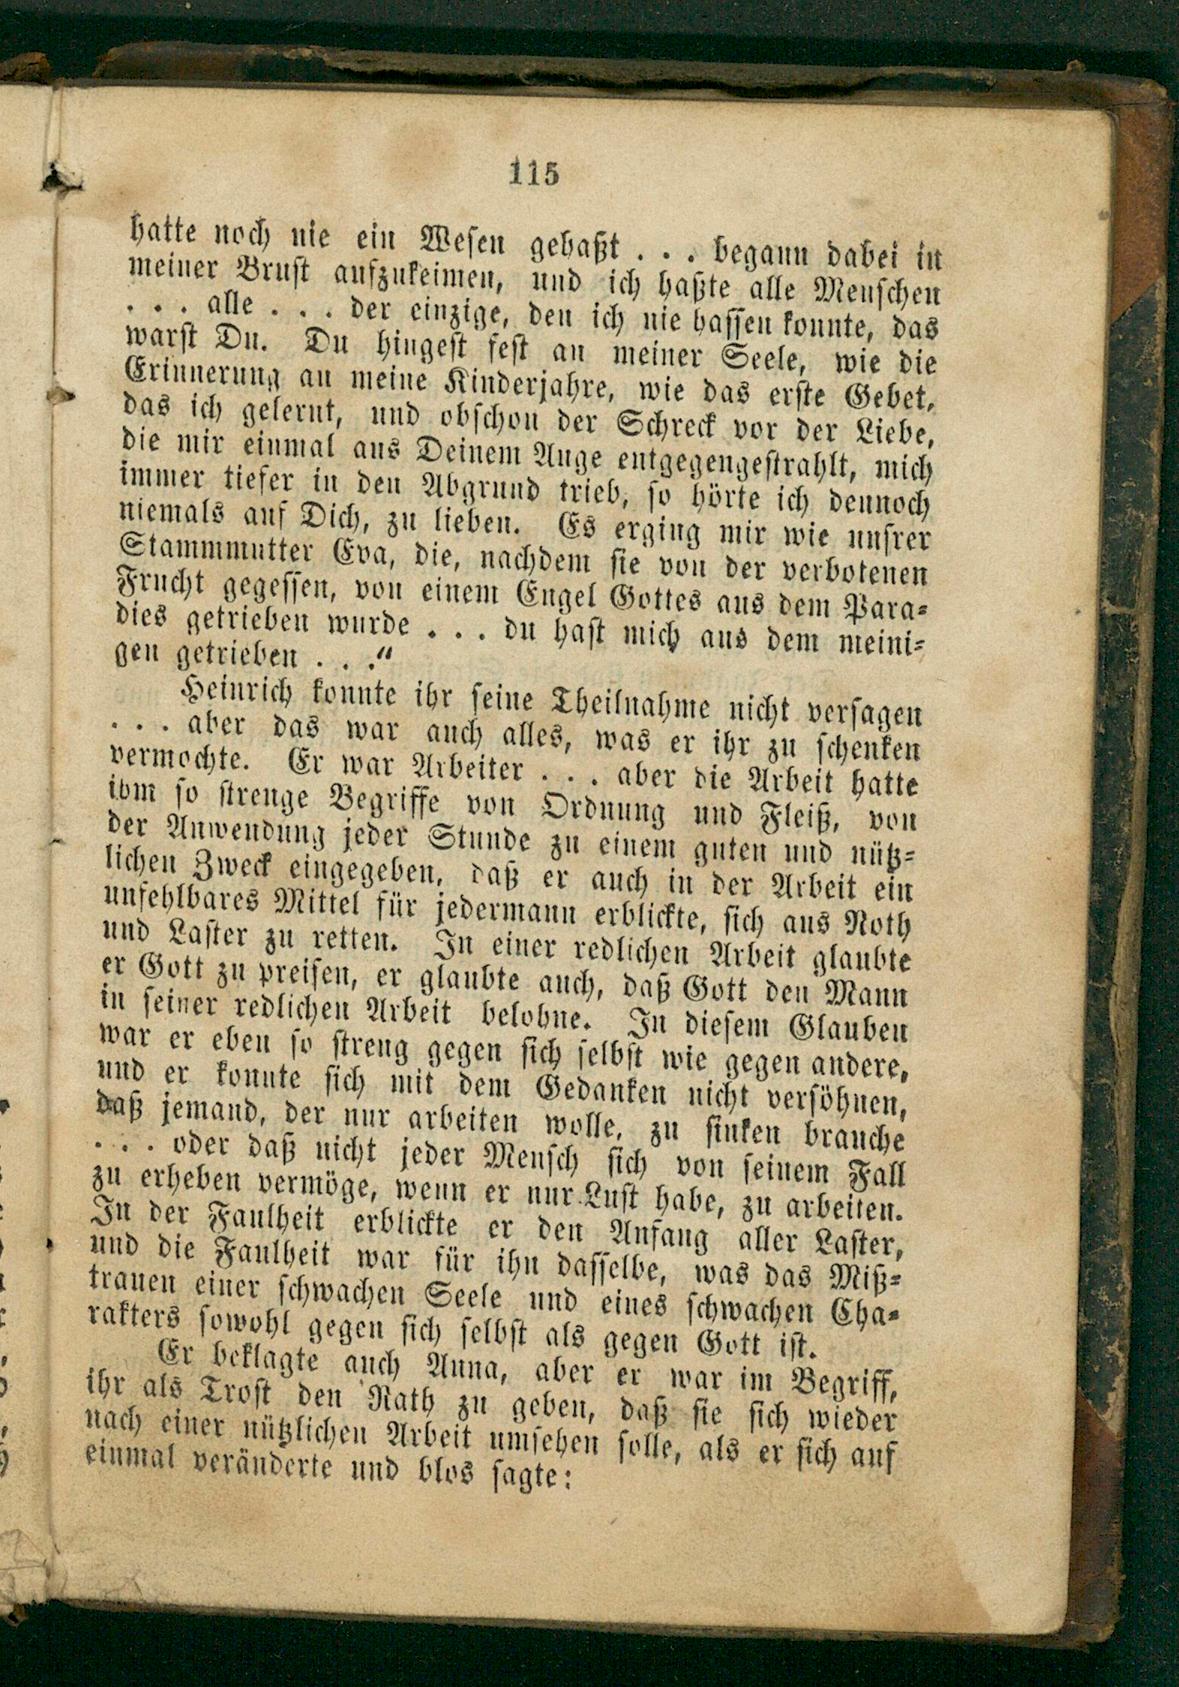 115
hatte noch nie ein Wesen gehaßt . . . begann dabei in
meiner Brust aufzukeimen, und ich haßte alle Menschen
. . . alle . . . der einzige, den ich nie hassen konnte, das
warst Du. Du hingest fest an meiner Seele, wie die
Erinnerung an meine Kinderjahre, wie das erste Gebet,
das ich gelernt, und obschon der Schreck vor der Liebe,
die mir einmal aus Deinem Auge entgegengestrahlt, mich
immer tiefer in den Abgrund trieb, so hörte ich dennoch
niemals auf Dich, zu lieben. Es erging mir wie unsrer
Stammmutter Eva, die, nachdem sie von der verbotenen
Frucht gegessen, von einem Engel Gottes aus dem Para-
dies getrieben wurde . . . du hast mich aus dem meini-
gen getrieben . . .“
Heinrich konnte ihr seine Theilnahme nicht versagen
. . . aber das war auch alles, was er ihr zu schenken
vermochte. Er war Arbeiter . . . aber die Arbeit hatte
ihm so strenge Begriffe von Ordnung und Fleiß, von
der Anwendung jeder Stunde zu einem guten und nütz-
lichen Zweck eingegeben, daß er auch in der Arbeit ein
unfehlbares Mittel für jedermann erblickte, sich aus Noth
und Laster zu retten. In einer redlichen Arbeit glaubte
er Gott zu preisen, er glaubte auch, daß Gott den Mann
in seiner redlichen Arbeit belohne. In diesem Glauben
war er eben so streng gegen sich selbst wie gegen andere,
und er konnte sich mit dem Gedanken nicht versöhnen,
daß jemand, der nur arbeiten wolle, zu sinken brauche
. . . oder daß nicht jeder Mensch sich von seinem Fall
zu erheben vermöge, wenn er nur Lust habe, zu arbeiten.
In der Faulheit erblickte er den Anfang aller Laster,
und die Faulheit war für ihn dasselbe, was das Miß-
trauen einer schwachen Seele und eines schwachen Cha-
rakters sowohl gegen sich selbst als gegen Gott ist.
Er beklagte auch Anna, aber er war im Begriff,
ihr als Trost den Rath zu geben, daß sie sich wieder
nach einer nützlichen Arbeit umsehen solle, als er sich auf
einmal veränderte und blos sagte: